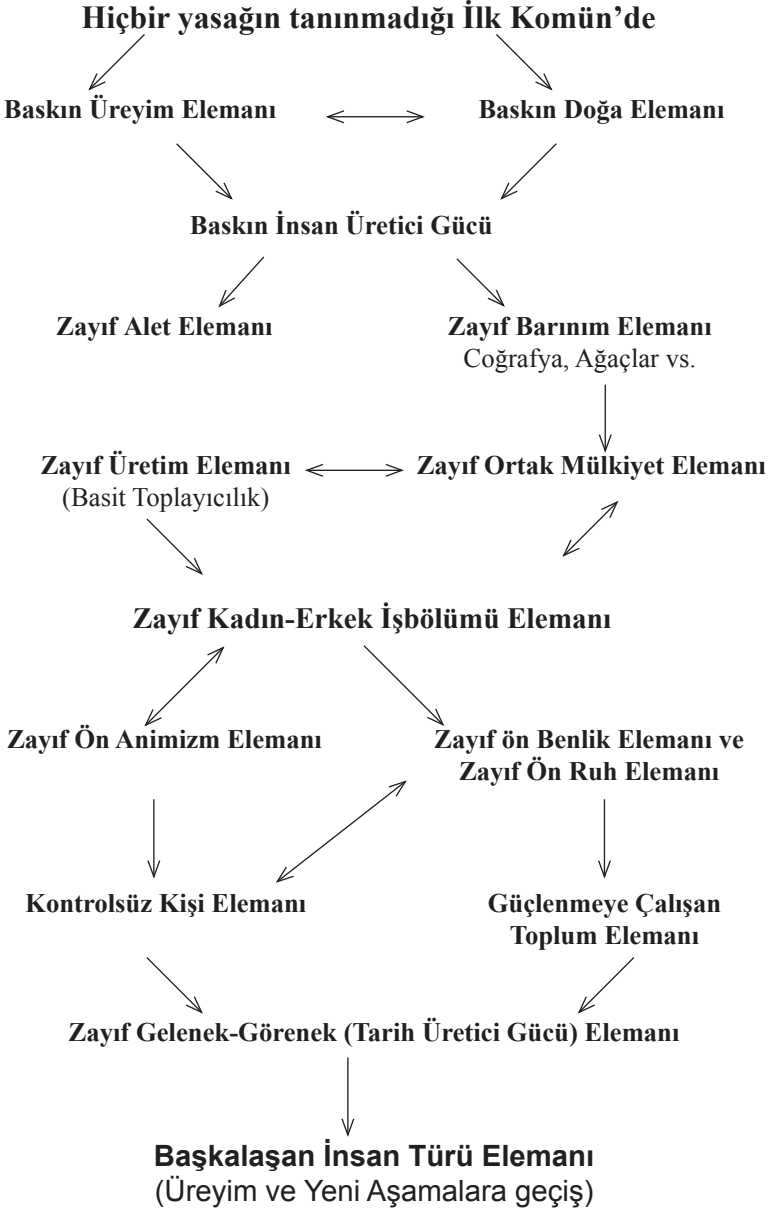 Hiçbir yasağın tanınmadığı İlk Komün’de
Baskın Üreyim Elemanı
Baskın Doğa Elemanı
Baskın İnsan Üretici Gücü
Zayıf Alet Elemanı
Zayıf Barınım Elemanı
Coğrafya, Ağaçlar vs.
Zayıf Üretim Elemanı
(Basit Toplayıcılık)
Zayıf Ortak Mülkiyet Elemanı
Zayıf Kadın-Erkek İşbölümü Elemanı
Zayıf Ön Animizm Elemanı
Zayıf ön Benlik Elemanı ve
Zayıf Ön Ruh Elemanı
Kontrolsüz Kişi Elemanı
Güçlenmeye Çalışan
Toplum Elemanı
Zayıf Gelenek-Görenek (Tarih Üretici Gücü) Elemanı
Başkalaşan İnsan Türü Elemanı
(Üreyim ve Yeni Aşamalara geçiş)